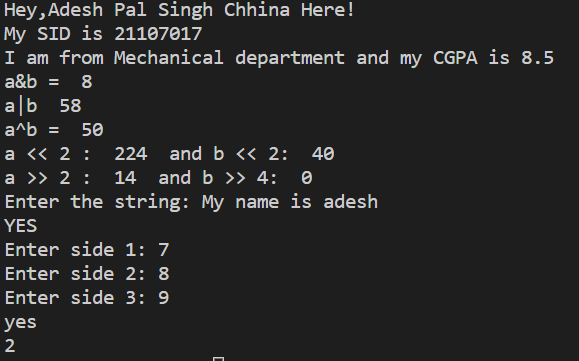 Hey,Adesh Pal Singh Chhina Here!
My SID is 21107017
I am from Mechanical department and my CGPA is 8.5
a&b =  8
a|b  58
a^b =  50
a << 2 :  224  and b << 2:  40
a >> 2 :  14  and b >> 4:  0
Enter the string: My name is adesh
YES
Enter side 1: 7
Enter side 2: 8
Enter side 3: 9
yes
2